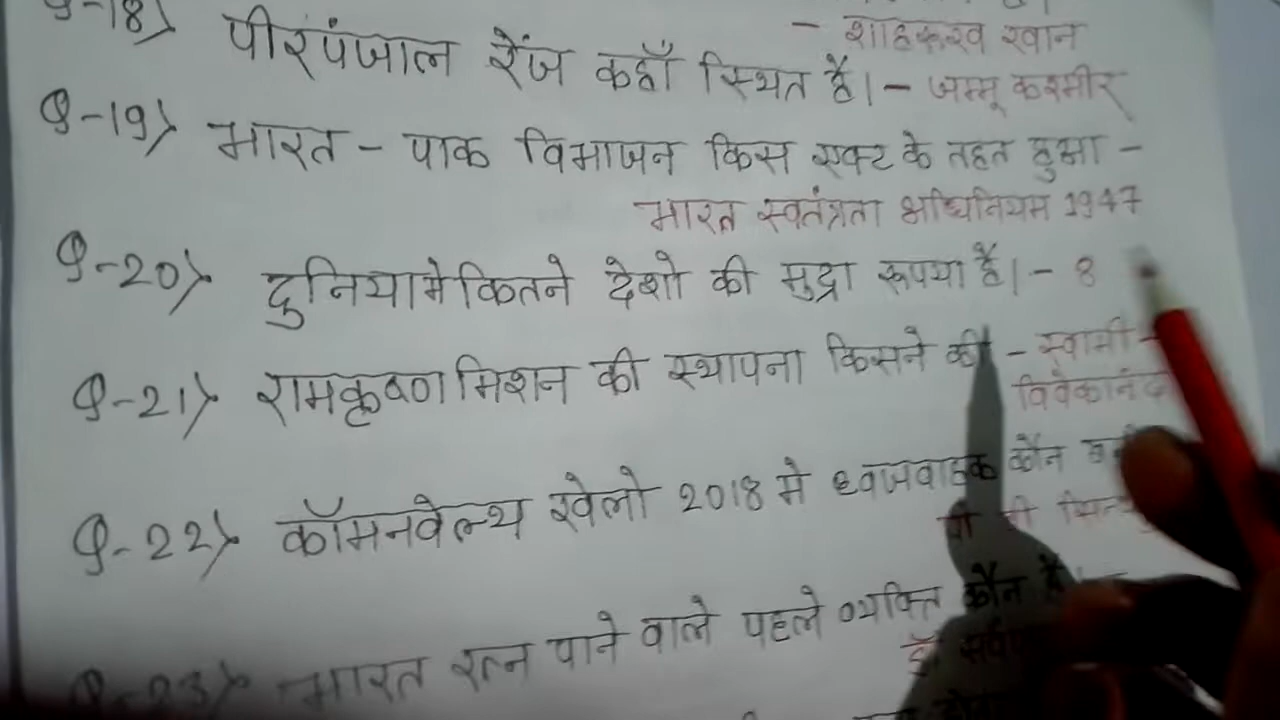 - शाहरूख खान
Q-18> पीरपंजाल रेंज कहाँ स्थित है। - जम्मू कश्मीर
Q-19> भारत - पाक विभाजन किस एक्ट के तहत हुआ -
भारत स्वतंत्रता अधिनियम 1947
Q-20> दुनिया मे कितने देशो की मुद्रा रूपया है। - 8
Q-21> रामकृष्ण मिशन की स्थापना किसने की - स्वामी -
विवेकानंद
Q-22> कॉमनवेल्थ खेलो 2018 मे ध्वजवाहक कौन
पी वी सिन्धु
Q-23> भारत रत्न पाने वाले पहले व्यक्ति कौन है
डॉ